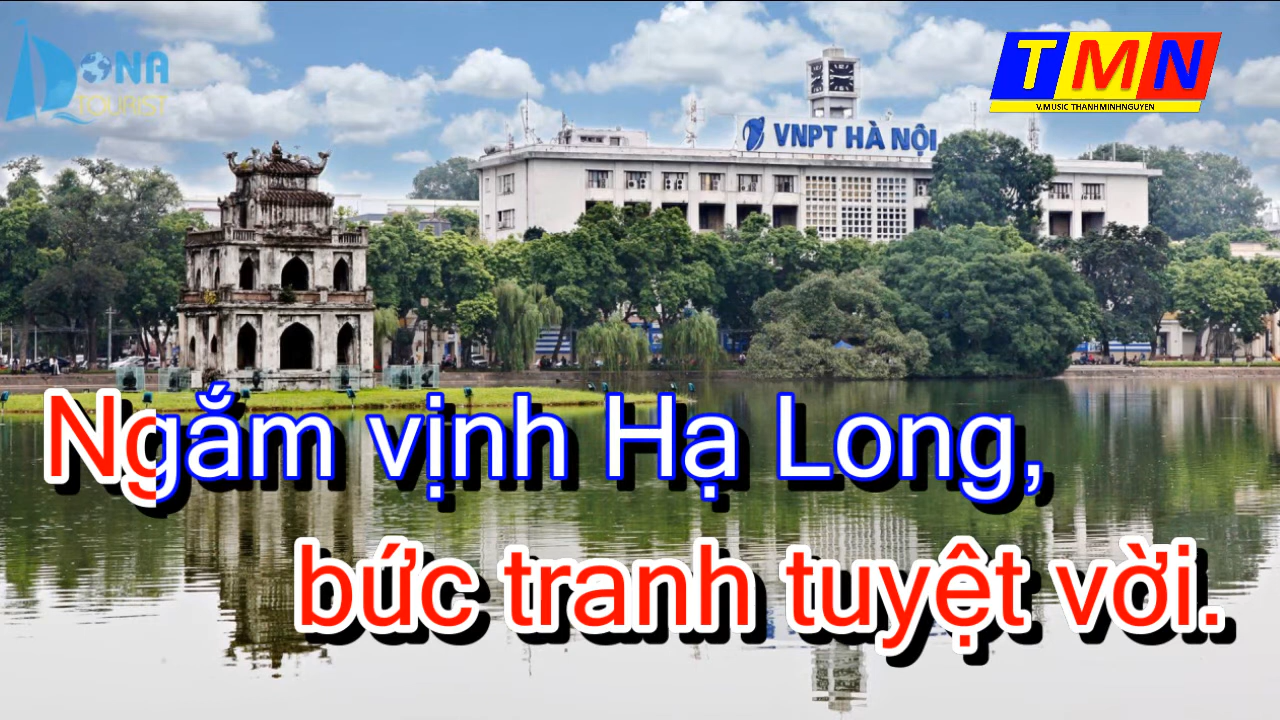 DONA
TOURIST
TMN
V.MUSIC THANHMINHNGUYEN
VNPT HÀ NỘI
Ngắm vịnh Hạ Long,
bức tranh tuyệt vời.